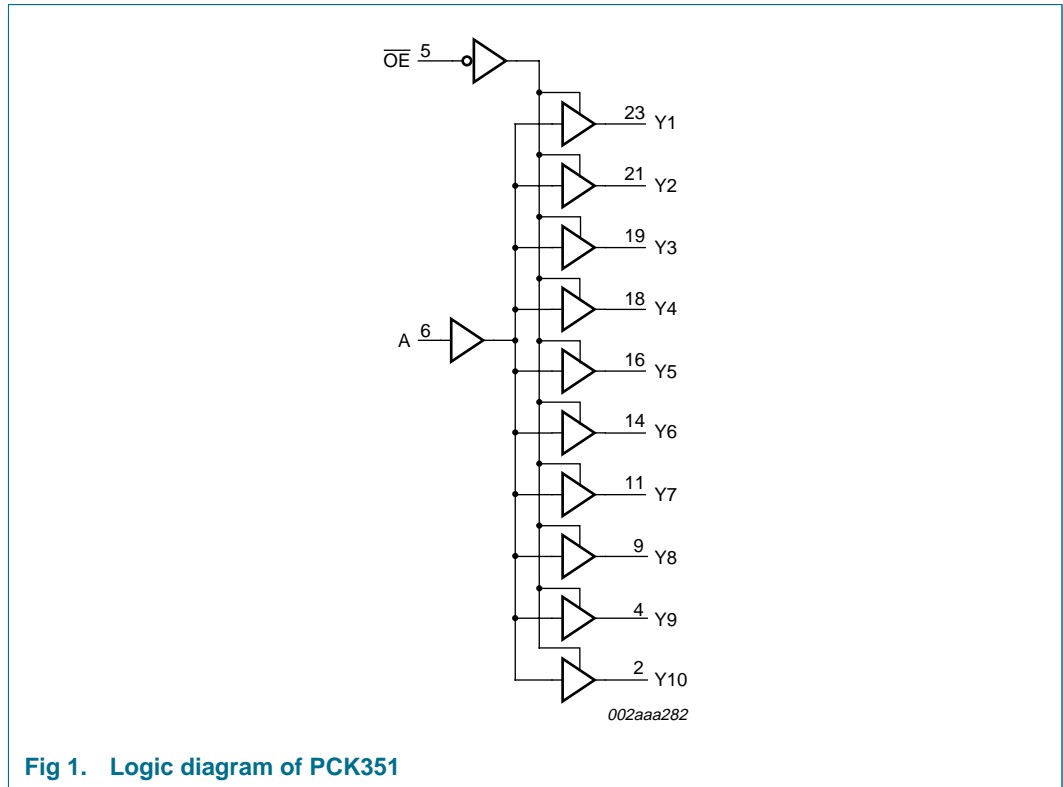 OE 5
23 Y1
21 Y2
19 Y3
18 Y4
A 6
16 Y5
14 Y6
11 Y7
9 Y8
4 Y9
2 Y10
002aaa282
Fig 1. Logic diagram of PCK351